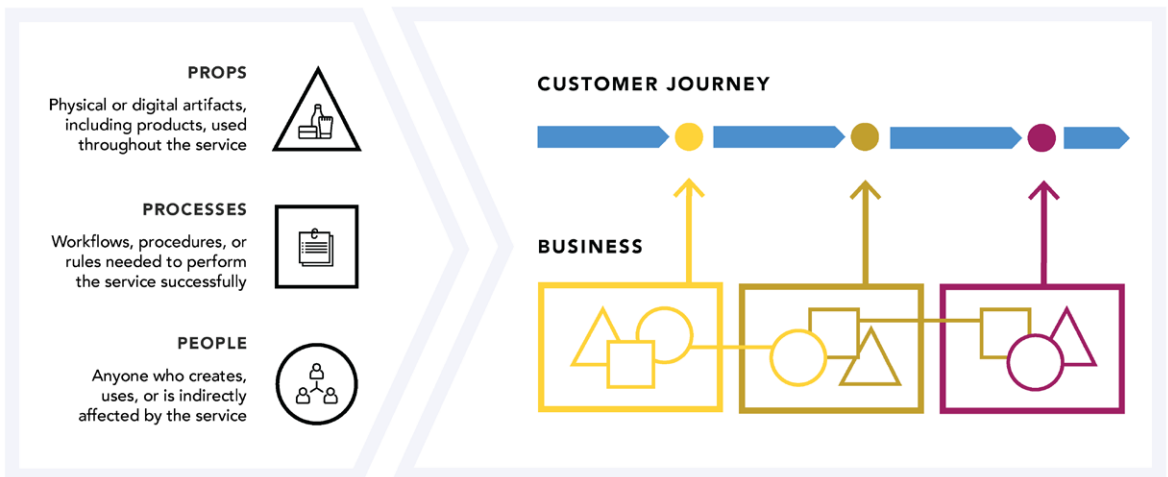 PROPS
Physical or digital artifacts,
including products, used
throughout the service
PROCESSES
Workflows, procedures, or
rules needed to perform
the service successfully
PEOPLE
Anyone who creates,
uses, or is indirectly
affected by the service
CUSTOMER JOURNEY
BUSINESS